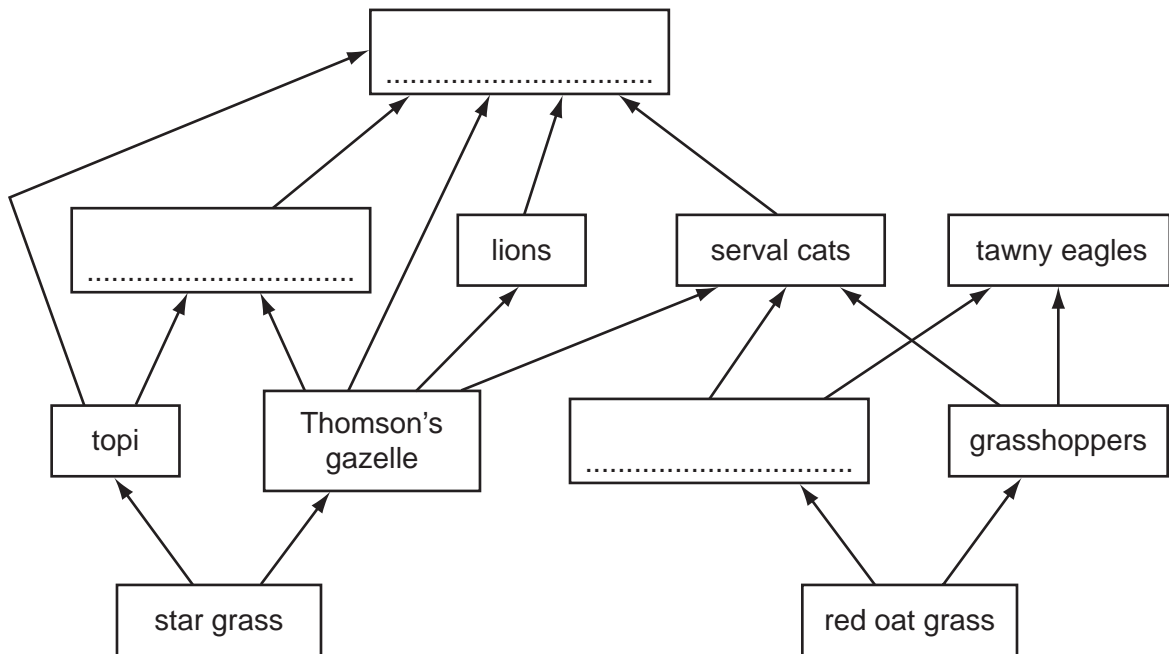 .................................
.................................
lions
serval cats
tawny eagles
topi
Thomson's
gazelle
.................................
grasshoppers
star grass
red oat grass